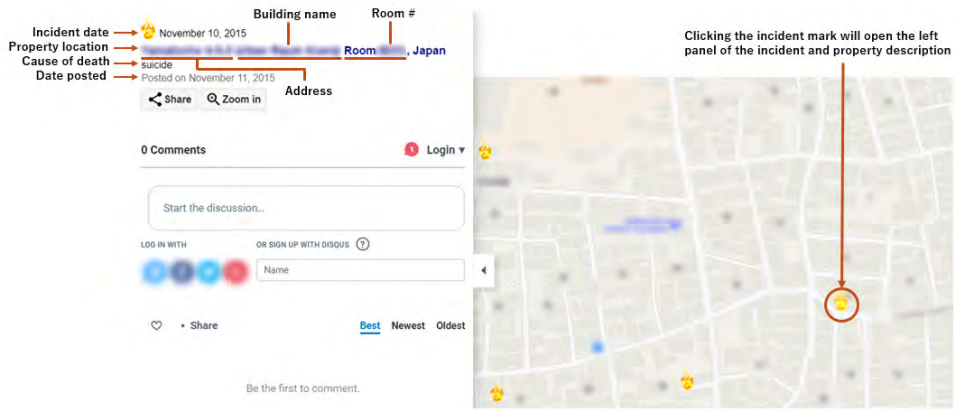 Incident date
November 10, 2015
Building name
Room #
Property location
Room
, Japan
Cause of death
suicide
Date posted
Posted on November 11, 2015
Address
Share
Zoom in
0 Comments
1
Login
Start the discussion...
LOG IN WITH
OR SIGN UP WITH DISQUS ?
Name
Share
Best Newest Oldest
Be the first to comment.
Clicking the incident mark will open the left
panel of the incident and property description